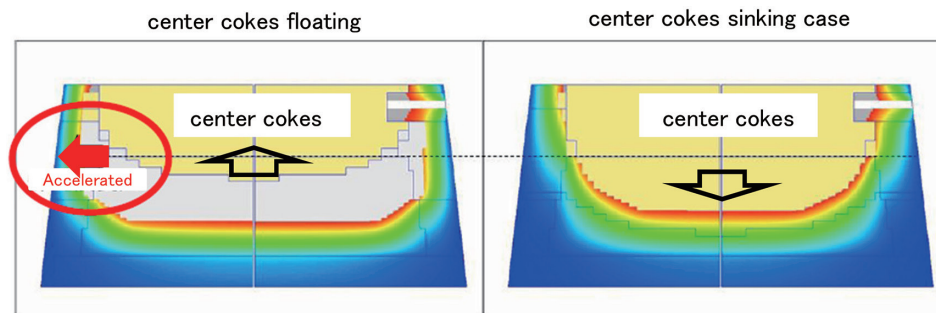 center cokes floating
center cokes sinking case
center cokes
center cokes
Accelerated